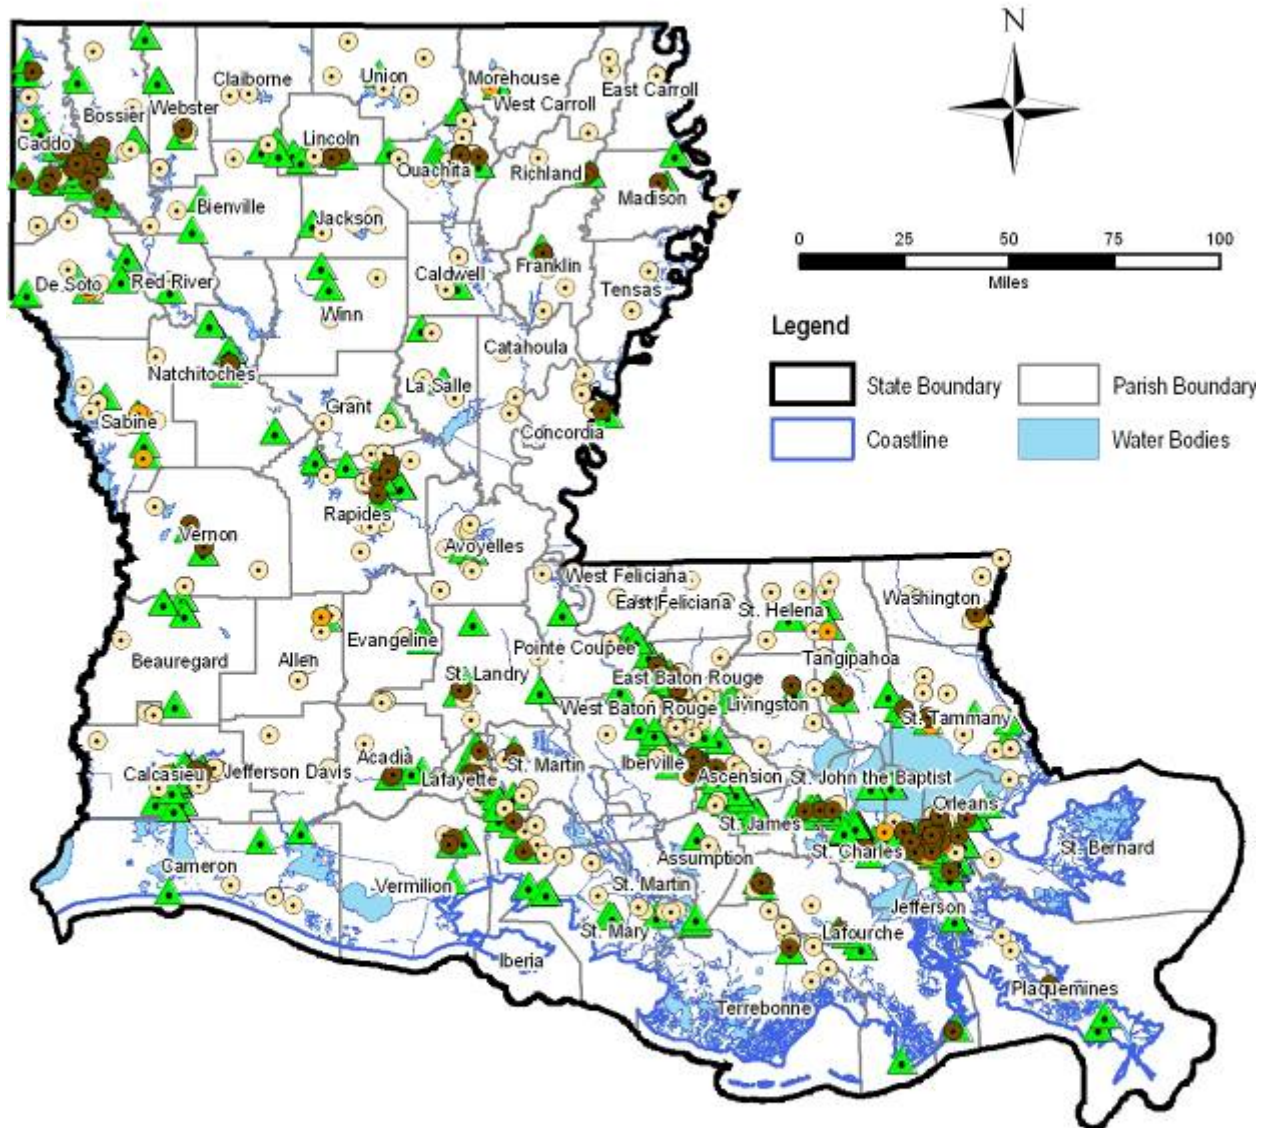 N
Claiborne
Union
Morehouse
West Carroll
East Carroll
Bossier
Webster
Caddo
Lincoln
Ouachita
Richland
Madison
Bienville
Jackson
0 25 50 75 100
Miles
De Soto
Red River
Caldwell
Franklin
Tensas
Winn
Legend
Natchitoches
Catahoula
La Salle
State Boundary
Parish Boundary
Sabine
Grant
Concordia
Coastline
Water Bodies
Rapides
Vernon
Avoyelles
West Feliciana
East Feliciana
St. Helena
Washington
Beauregard
Allen
Evangeline
Pointe Coupee
Tangipahoa
St. Landry
East Baton Rouge
West Baton Rouge
Livingston
St. Tammany
Calcasieu
Jefferson Davis
Acadia
Lafayette
St. Martin
Iberville
Ascension
St. John the Baptist
Orleans
St. James
St. Charles
St. Bernard
Cameron
Vermilion
Assumption
St. Martin
St. Mary
Jefferson
Lafourche
Iberia
Terrebonne
Plaquemines